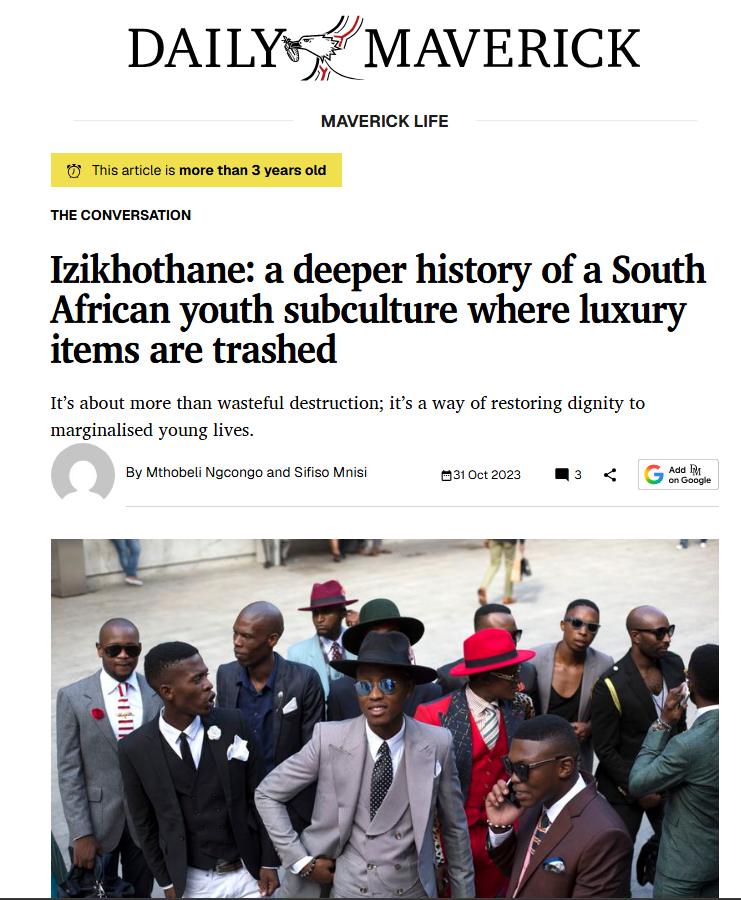 DAILY MAVERICK
MAVERICK LIFE
This article is more than 3 years old
THE CONVERSATION
Izikhothane: a deeper history of a South
African youth subculture where luxury
items are trashed
It’s about more than wasteful destruction; it’s a way of restoring dignity to
marginalised young lives.
By Mthobeli Ngcongo and Sifiso Mnisi
31 Oct 2023
3
Add DM
on Google